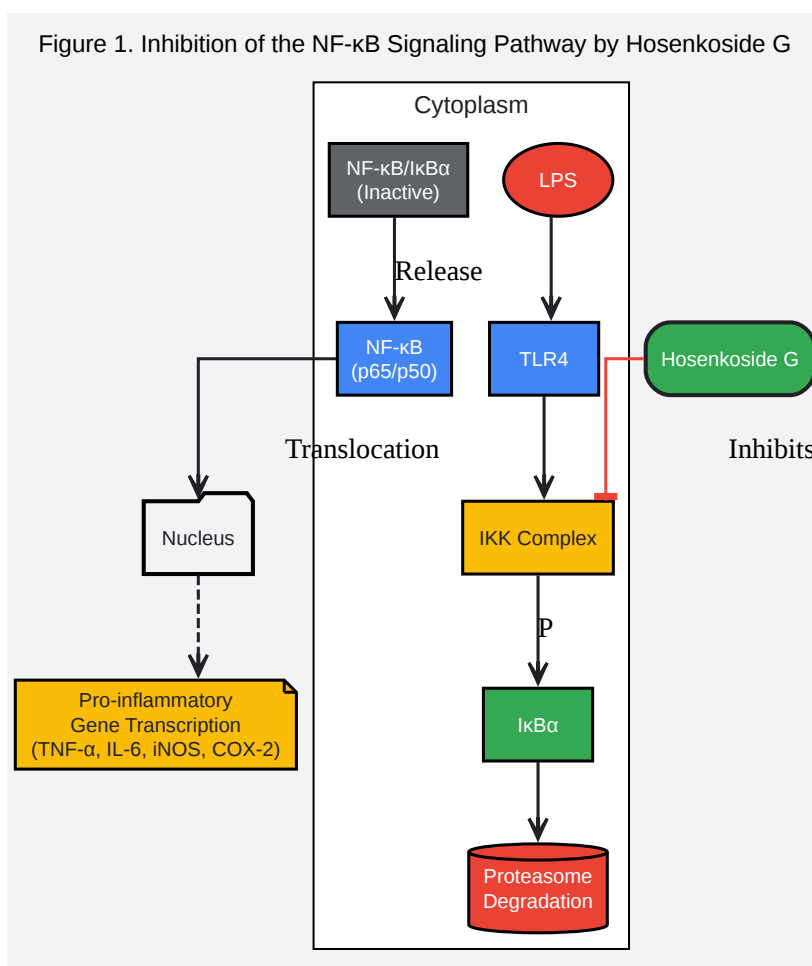 Figure 1. Inhibition of the NF-κB Signaling Pathway by Hosenkoside G
Cytoplasm
NF-κB/IκBα
(Inactive)
LPS
Release
NF-κB
(p65/p50)
TLR4
Hosenkoside G
Translocation
Inhibits
Nucleus
IKK Complex
P
Pro-inflammatory
Gene Transcription
(TNF-α, IL-6, iNOS, COX-2)
IκBα
Proteasome
Degradation